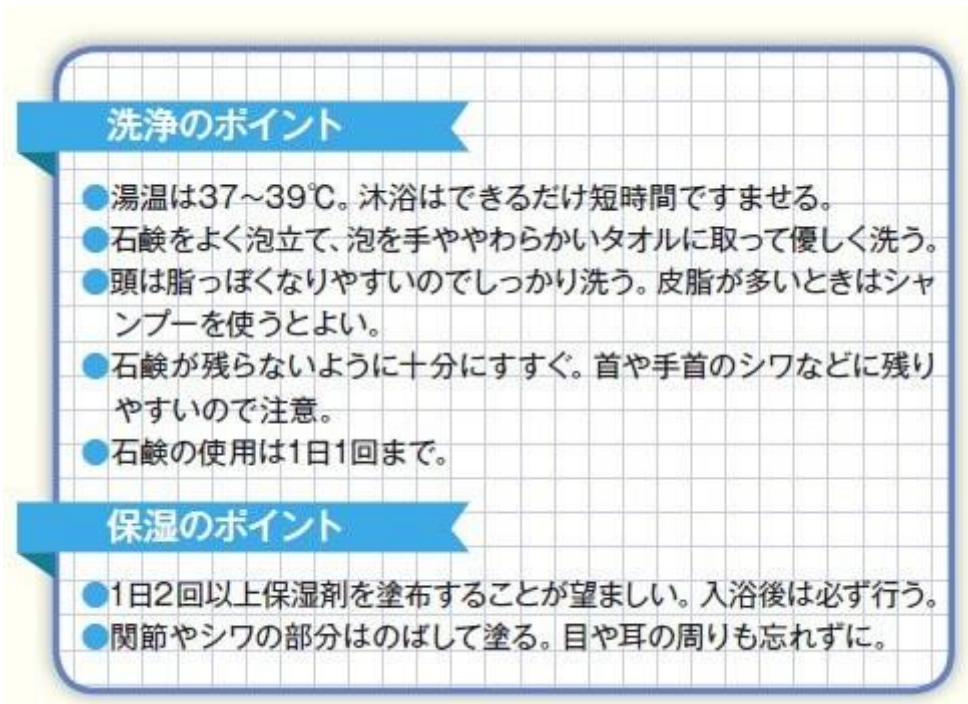 洗浄のポイント
●湯温は37〜39℃。沐浴はできるだけ短時間ですませる。
●石鹸をよく泡立て、泡を手ややわらかいタオルに取って優しく洗う。
●頭は脂っぽくなりやすいのでしっかり洗う。皮脂が多いときはシャ
ンプーを使うとよい。
●石鹸が残らないように十分にすすぐ。首や手首のシワなどに残り
やすいので注意。
●石鹸の使用は1日1回まで。
保湿のポイント
●1日2回以上保湿剤を塗布することが望ましい。入浴後は必ず行う。
●関節やシワの部分はのばして塗る。目や耳の周りも忘れずに。